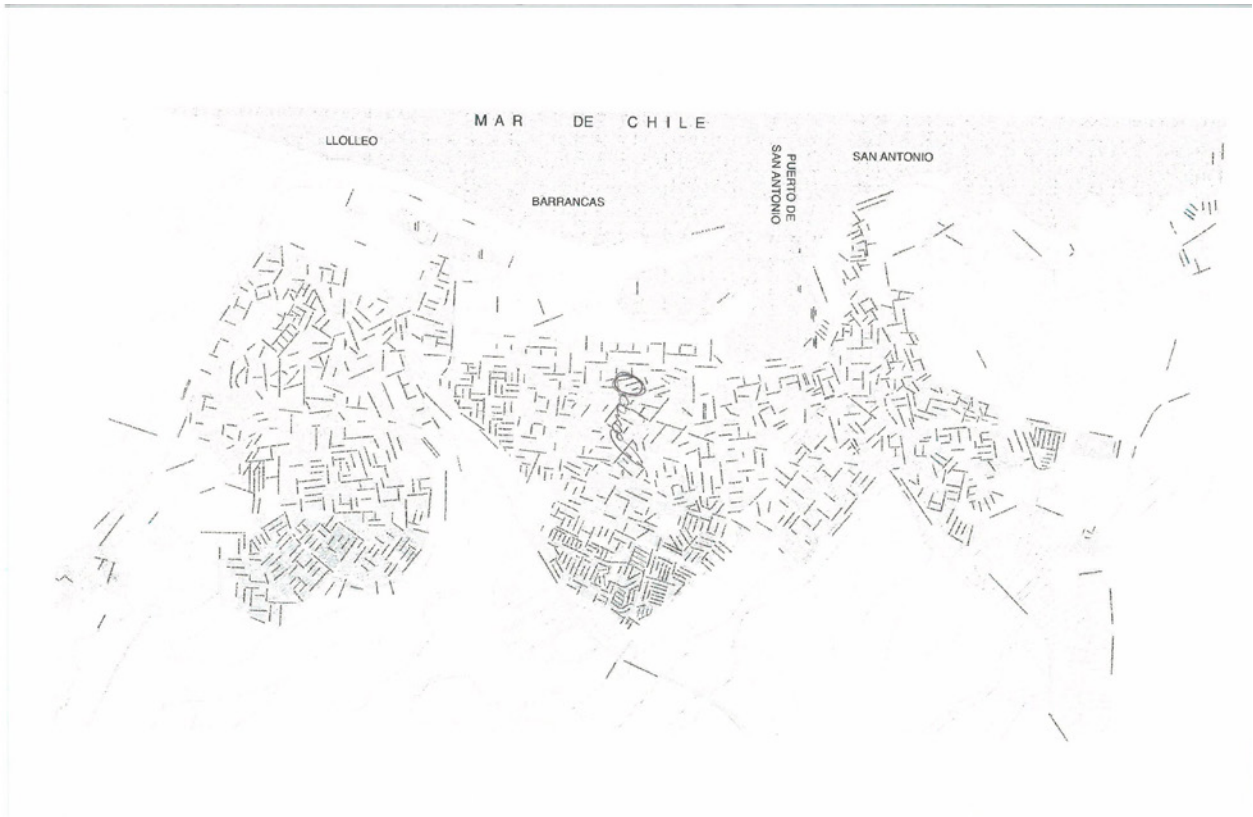 MAR DE CHILE
LLOLLEO
SAN ANTONIO
PUERTO DE
SAN ANTONIO
BARRANCAS